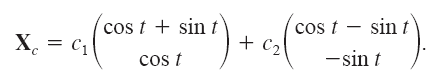 X_c = c_1 \begin{pmatrix} \cos t + \sin t \\ \cos t \end{pmatrix} + c_2 \begin{pmatrix} \cos t - \sin t \\ -\sin t \end{pmatrix}.